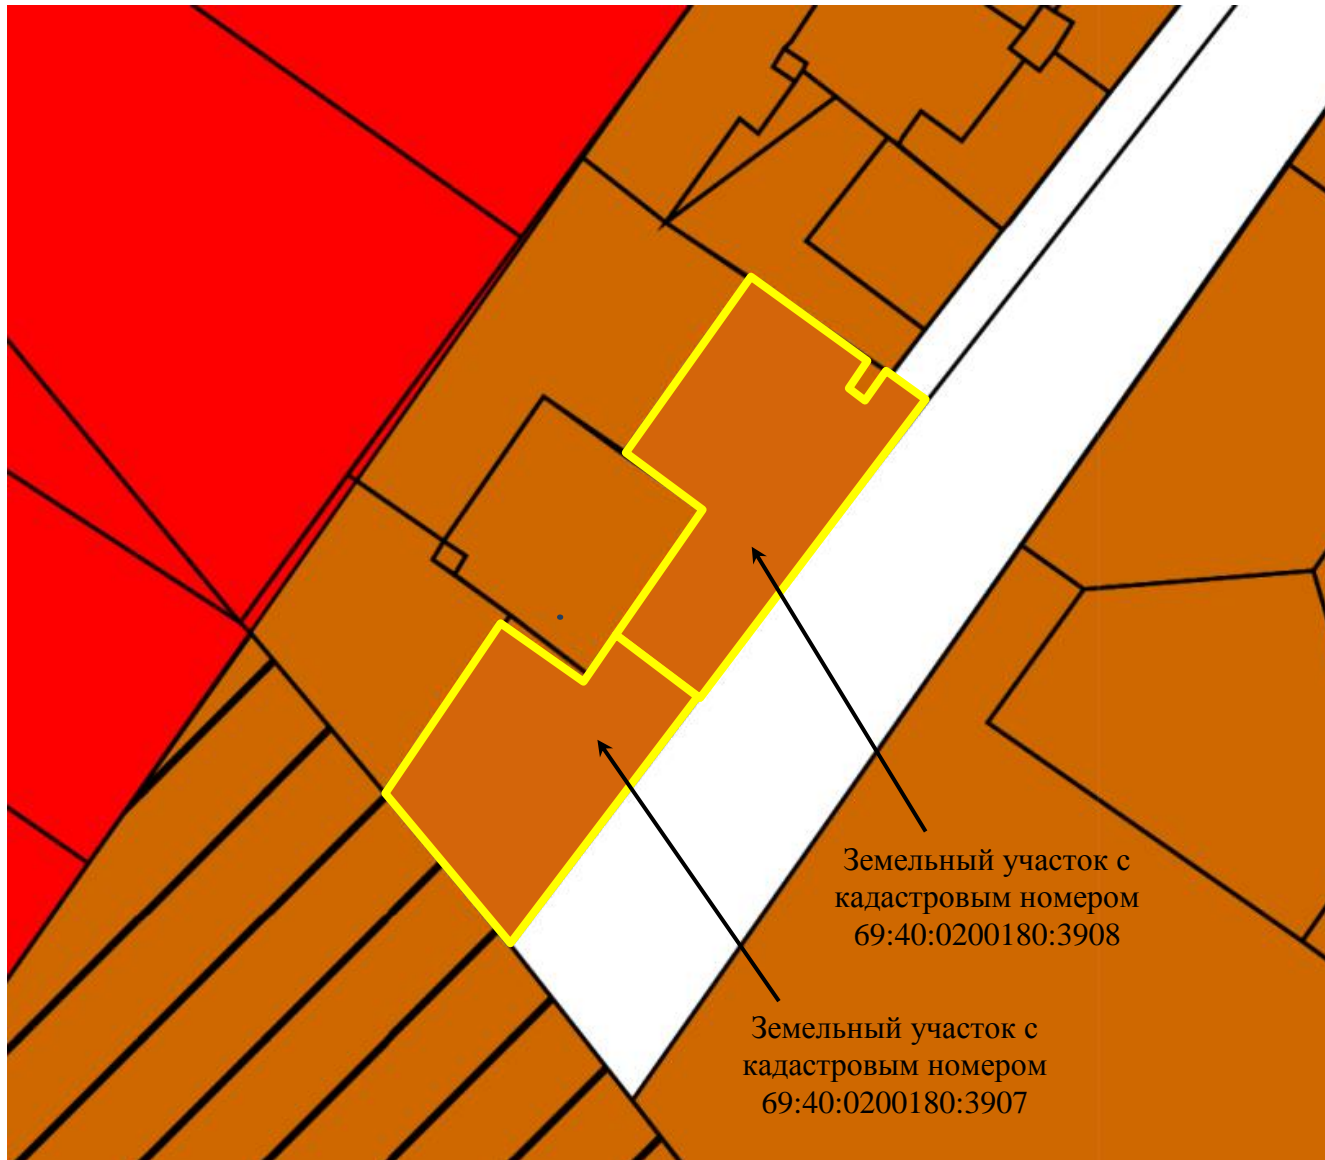 Земельный участок с
кадастровым номером
69:40:0200180:3908
Земельный участок с
кадастровым номером
69:40:0200180:3907